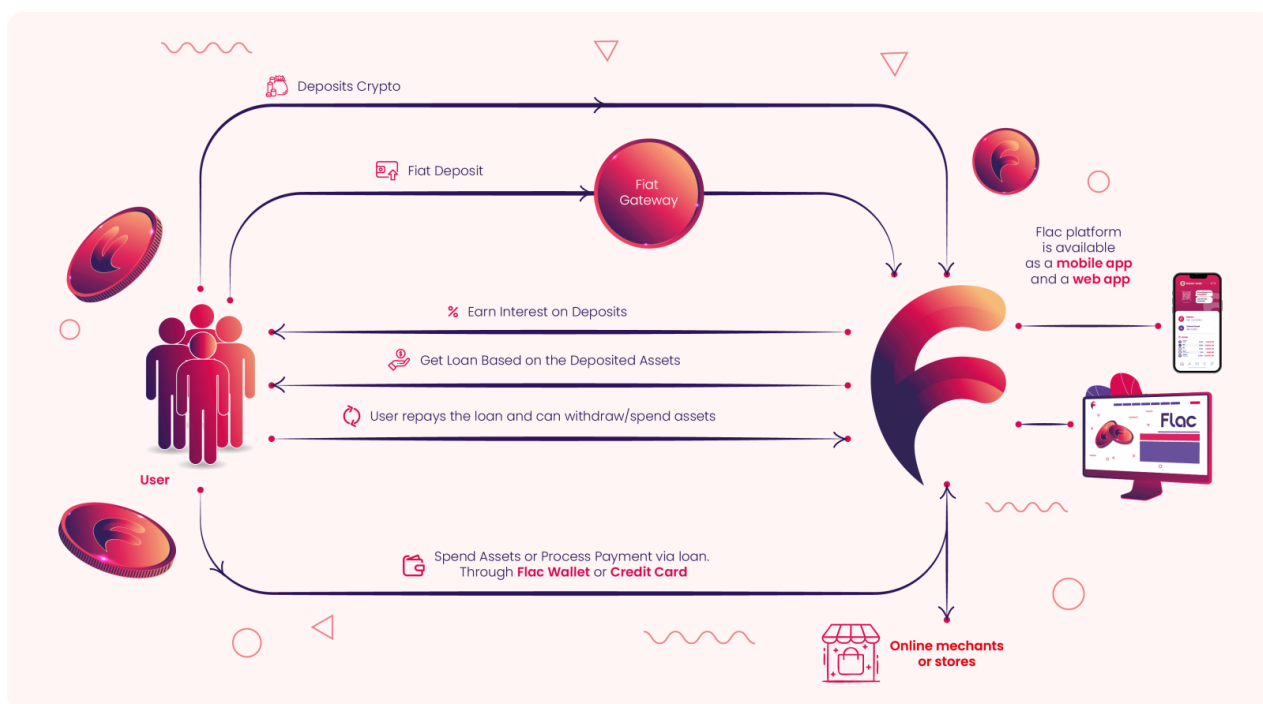 Deposits Crypto
Fiat Deposit
Fiat
Gateway
Flac platform
is available
as a mobile app
and a web app
% Earn Interest on Deposits
Get Loan Based on the Deposited Assets
User repays the loan and can withdraw/spend assets
User
Flac
Spend Assets or Process Payment via loan.
Through Flac Wallet or Credit Card
Online mechants
or stores